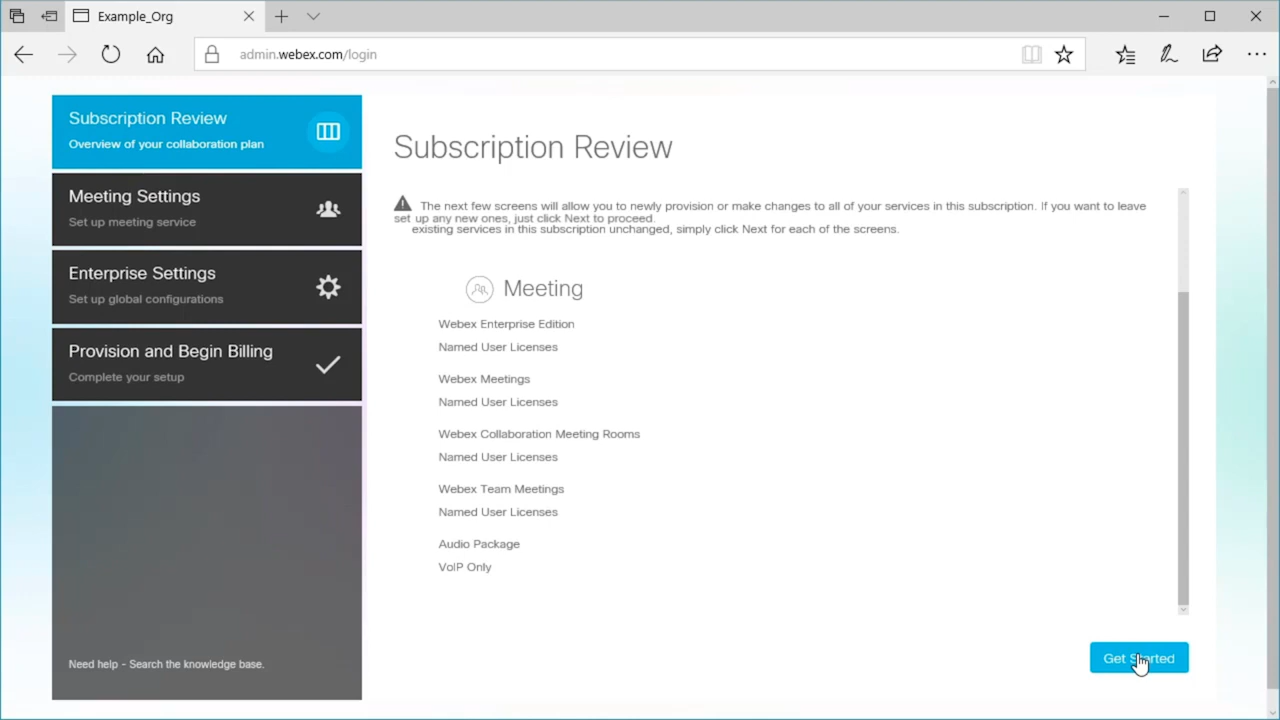 Example_Org
admin.webex.com/login
Subscription Review
Overview of your collaboration plan
Meeting Settings
Set up meeting service
Enterprise Settings
Set up global configurations
Provision and Begin Billing
Complete your setup
Need help - Search the knowledge base.
Subscription Review
The next few screens will allow you to newly provision or make changes to all of your services in this subscription. If you want to leave
set up any new ones, just click Next to proceed.
existing services in this subscription unchanged, simply click Next for each of the screens.
Meeting
Webex Enterprise Edition
Named User Licenses
Webex Meetings
Named User Licenses
Webex Collaboration Meeting Rooms
Named User Licenses
Webex Team Meetings
Named User Licenses
Audio Package
VoIP Only
Get Started